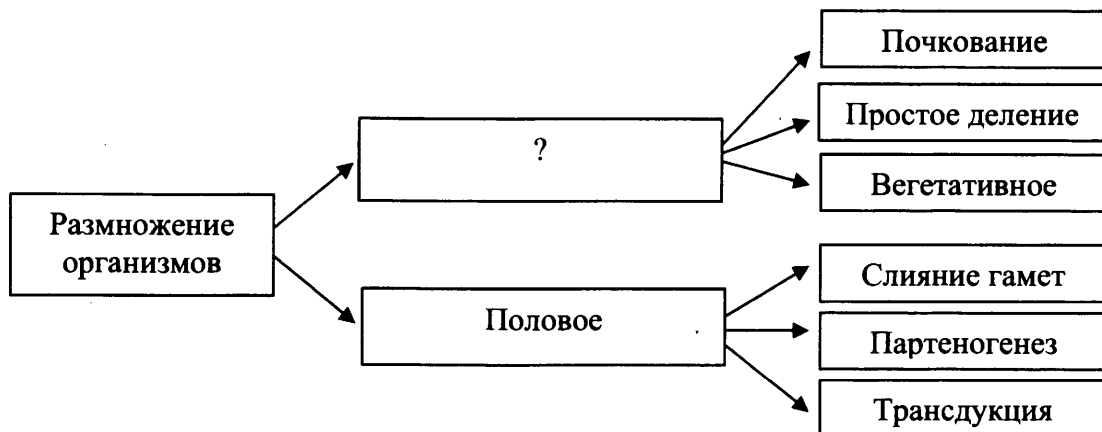 Размножение
организмов
?
Почкование
Простое деление
Вегетативное
Половое
Слияние гамет
Партеногенез
Трансдукция